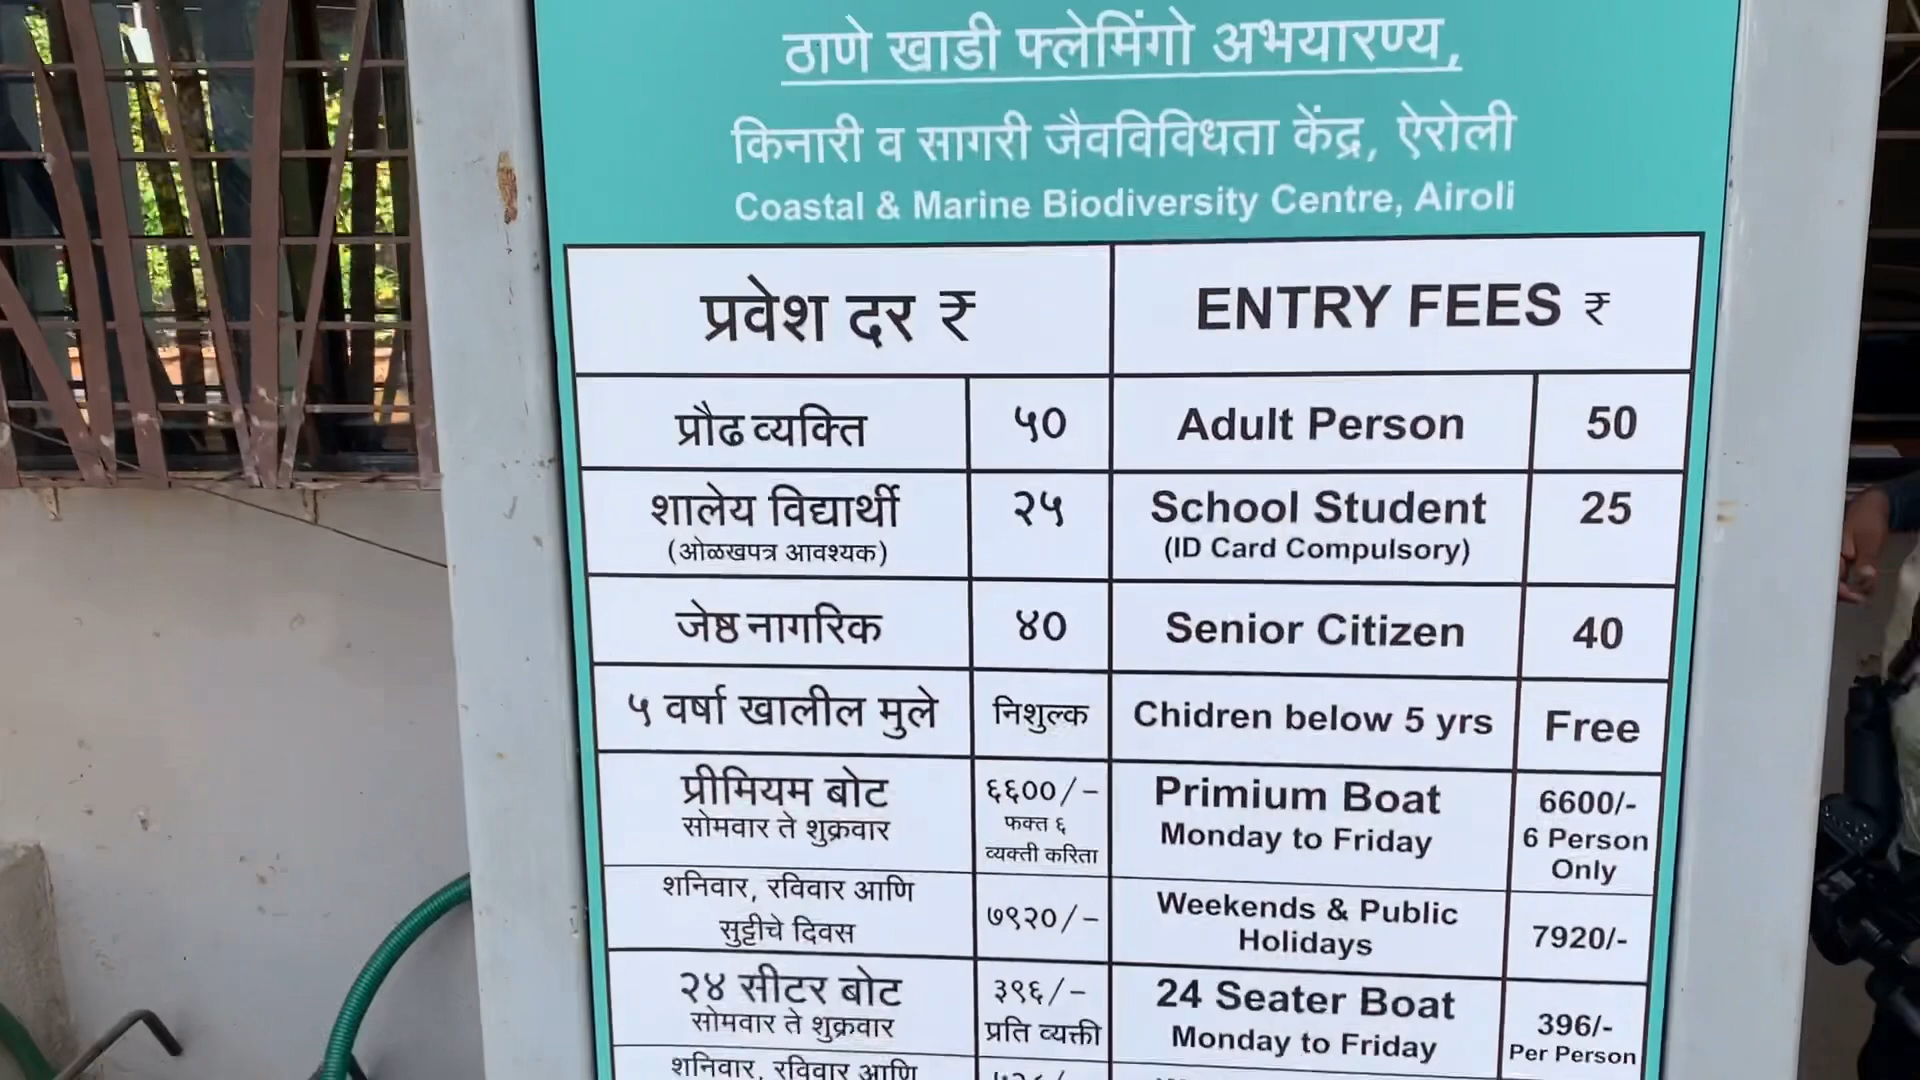 ठाणे खाडी फ्लेमिंगो अभयारण्य,
किनारी व सागरी जैवविविधता केंद्र, ऐरोली
Coastal & Marine Biodiversity Centre, Airoli
प्रवेश दर ₹ ENTRY FEES ₹
प्रौढ व्यक्ति ५० Adult Person 50
शालेय विद्यार्थी २५ School Student 25
(ओळखपत्र आवश्यक) (ID Card Compulsory)
जेष्ठ नागरिक ४० Senior Citizen 40
५ वर्षा खालील मुले निशुल्क Chidren below 5 yrs Free
प्रीमियम बोट ६६००/- Primium Boat 6600/-
सोमवार ते शुक्रवार फक्त ६ Monday to Friday 6 Person
व्यक्ती करिता Only
शनिवार, रविवार आणि ७९२०/- Weekends & Public 7920/-
सुट्टीचे दिवस Holidays
२४ सीटर बोट ३९६/- 24 Seater Boat 396/-
सोमवार ते शुक्रवार प्रति व्यक्ती Monday to Friday Per Person
शनिवार, रविवार आणि